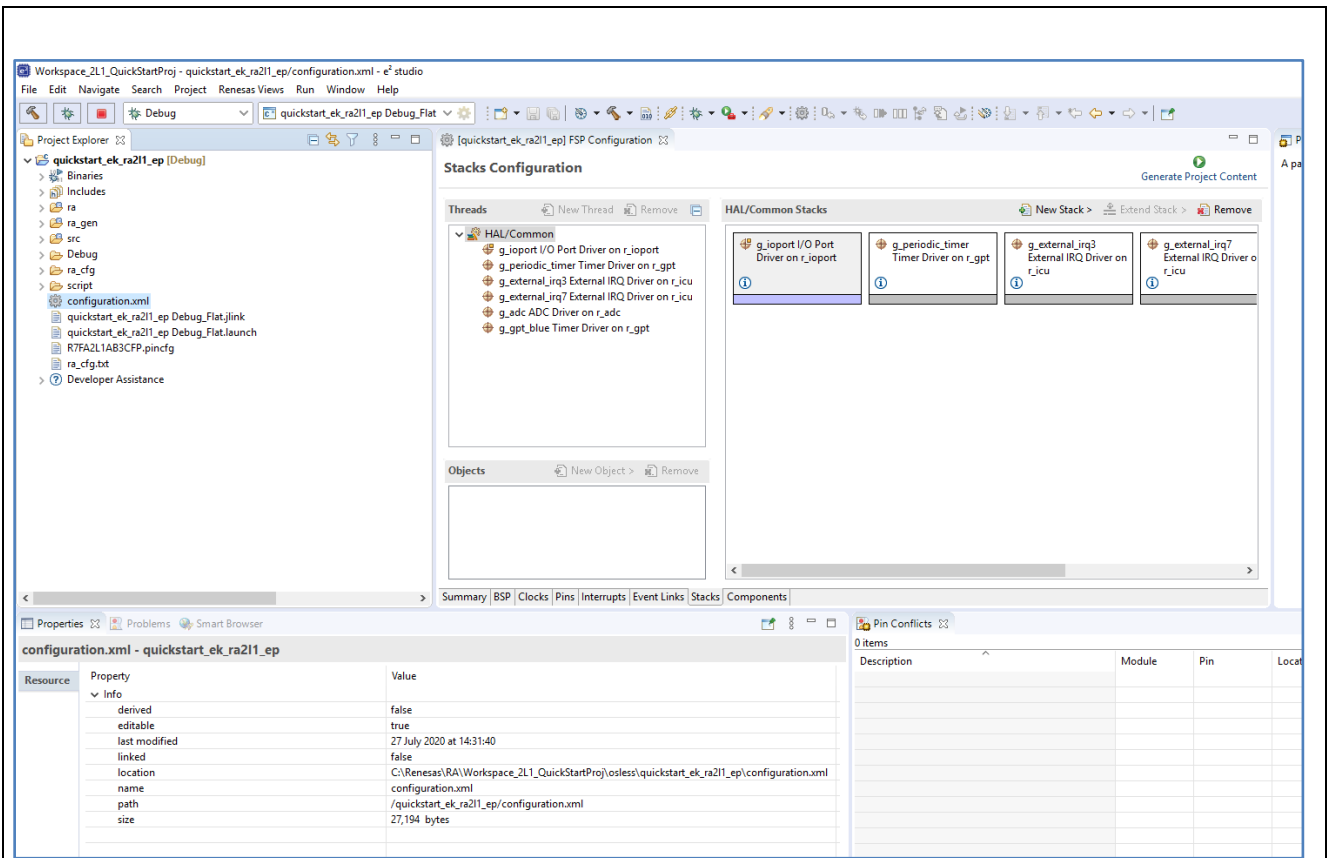 Workspace_2L1_QuickStartProj - quickstart_ek_ra2l1_ep/configuration.xml - e² studio
File Edit Navigate Search Project Renesas Views Run Window Help
Debug quickstart_ek_ra2l1_ep Debug_Flat
Project Explorer
quickstart_ek_ra2l1_ep [Debug]
Binaries
Includes
ra
ra_gen
src
Debug
ra_cfg
script
configuration.xml
quickstart_ek_ra2l1_ep Debug_Flat.jlink
quickstart_ek_ra2l1_ep Debug_Flat.launch
R7FA2L1AB3CFP.pincfg
ra_cfg.txt
Developer Assistance
[quickstart_ek_ra2l1_ep] FSP Configuration
Stacks Configuration
Generate Project Content
Threads New Thread Remove
HAL/Common
g_ioport I/O Port Driver on r_ioport
g_periodic_timer Timer Driver on r_gpt
g_external_irq3 External IRQ Driver on r_icu
g_external_irq7 External IRQ Driver on r_icu
g_adc ADC Driver on r_adc
g_gpt_blue Timer Driver on r_gpt
Objects New Object > Remove
HAL/Common Stacks New Stack > Extend Stack > Remove
g_ioport I/O Port
Driver on r_ioport
g_periodic_timer
Timer Driver on r_gpt
g_external_irq3
External IRQ Driver on
r_icu
g_external_irq7
External IRQ Driver o
r_icu
Summary BSP Clocks Pins Interrupts Event Links Stacks Components
P
A pa
Properties Problems Smart Browser
configuration.xml - quickstart_ek_ra2l1_ep
Resource
Property Value
Info
derived false
editable true
last modified 27 July 2020 at 14:31:40
linked false
location C:\Renesas\RA\Workspace_2L1_QuickStartProj\osless\quickstart_ek_ra2l1_ep\configuration.xml
name configuration.xml
path /quickstart_ek_ra2l1_ep/configuration.xml
size 27,194 bytes
Pin Conflicts
0 items
Description Module Pin Locat